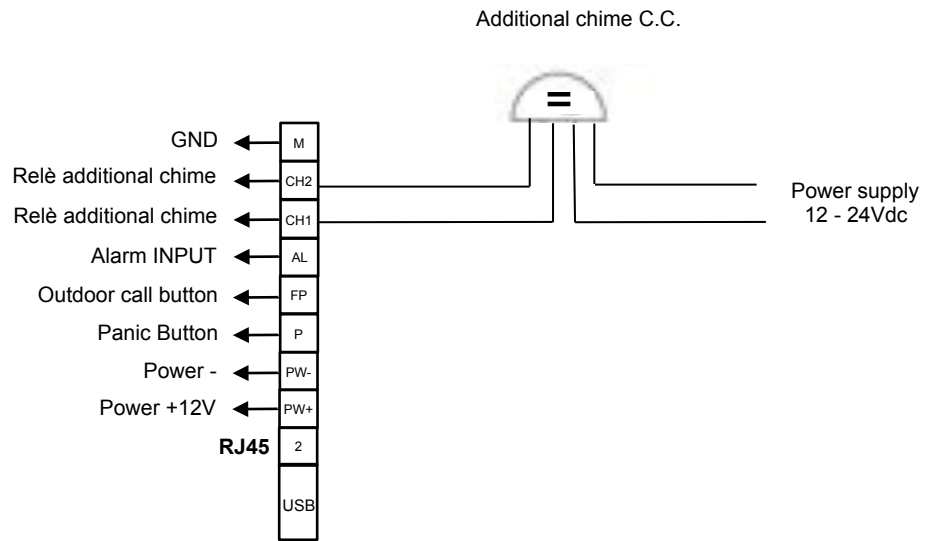 Additional chime C.C.
=
GND M
Relè additional chime CH2
Relè additional chime CH1
Alarm INPUT AL
Outdoor call button FP
Panic Button P
Power - PW-
Power +12V PW+
RJ45 2
USB
Power supply
12 - 24Vdc